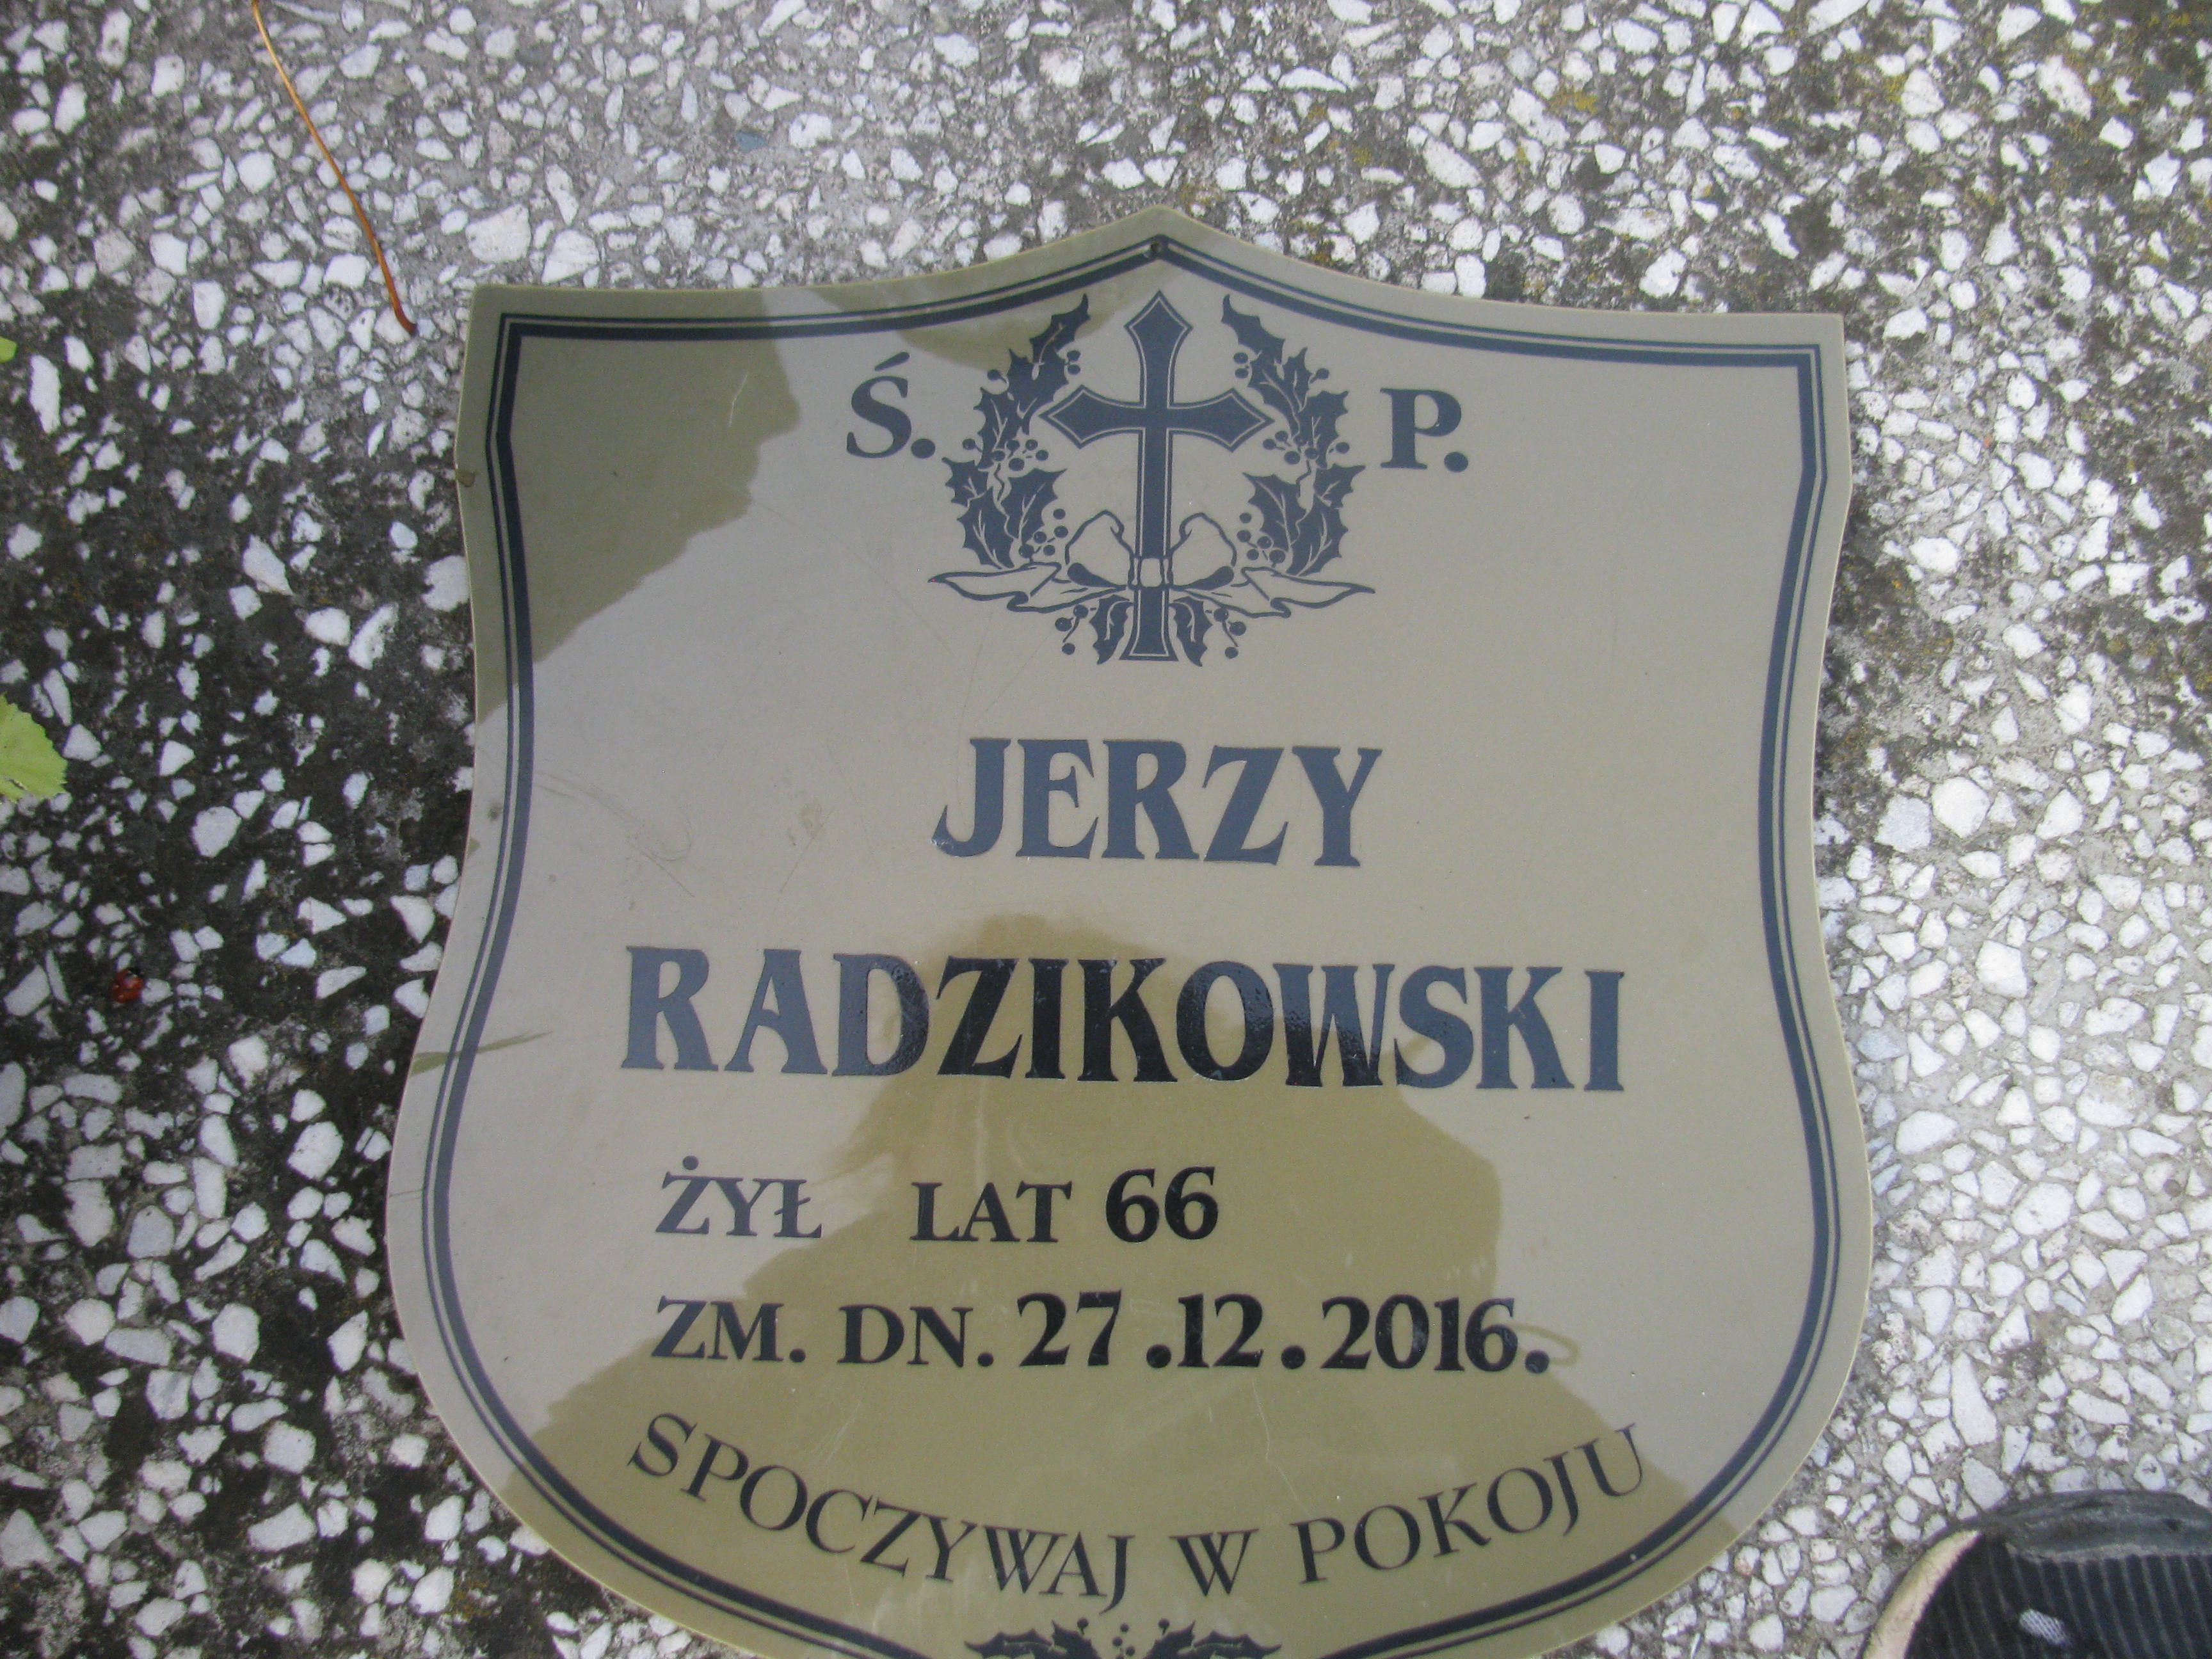 Ś. P.
JERZY
RADZIKOWSKI
ŻYŁ LAT 66
ZM. DN. 27.12.2016.
SPOCZYWAJ W POKOJU